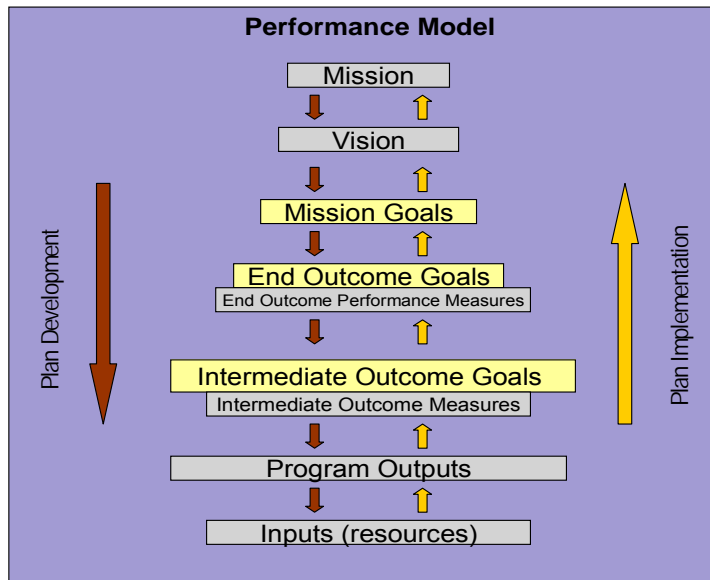 Performance Model
Mission
Vision
Mission Goals
End Outcome Goals
End Outcome Performance Measures
Intermediate Outcome Goals
Intermediate Outcome Measures
Program Outputs
Inputs (resources)
Plan Development
Plan Implementation